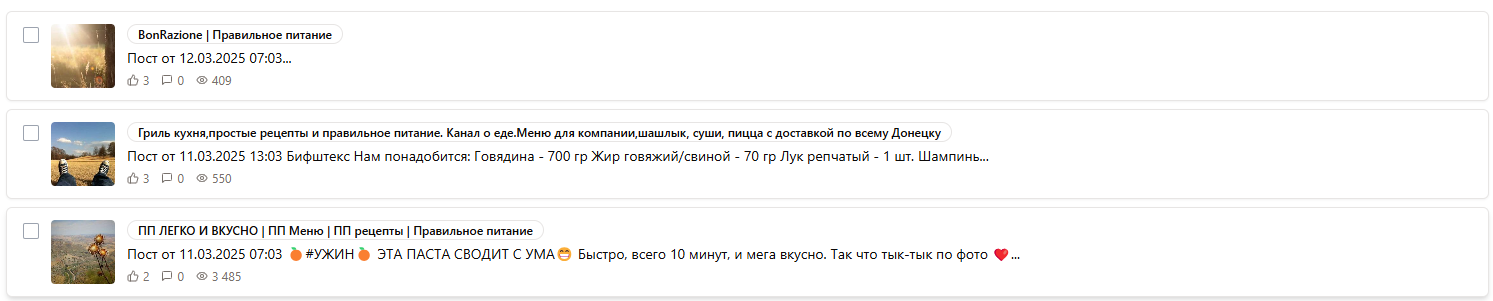 BonRazione | Правильное питание
Пост от 12.03.2025 07:03...
3 0 409
Гриль кухня,простые рецепты и правильное питание. Канал о еде.Меню для компании,шашлык, суши, пицца с доставкой по всему Донецку
Пост от 11.03.2025 13:03 Бифштекс Нам понадобится: Говядина - 700 гр Жир говяжий/свиной - 70 гр Лук репчатый - 1 шт. Шампинь...
3 0 550
ПП ЛЕГКО И ВКУСНО | ПП Меню | ПП рецепты | Правильное питание
Пост от 11.03.2025 07:03 🍑#УЖИН🍑 ЭТА ПАСТА СВОДИТ С УМА😁 Быстро, всего 10 минут, и мега вкусно. Так что тык-тык по фото ❤️...
2 0 3 485